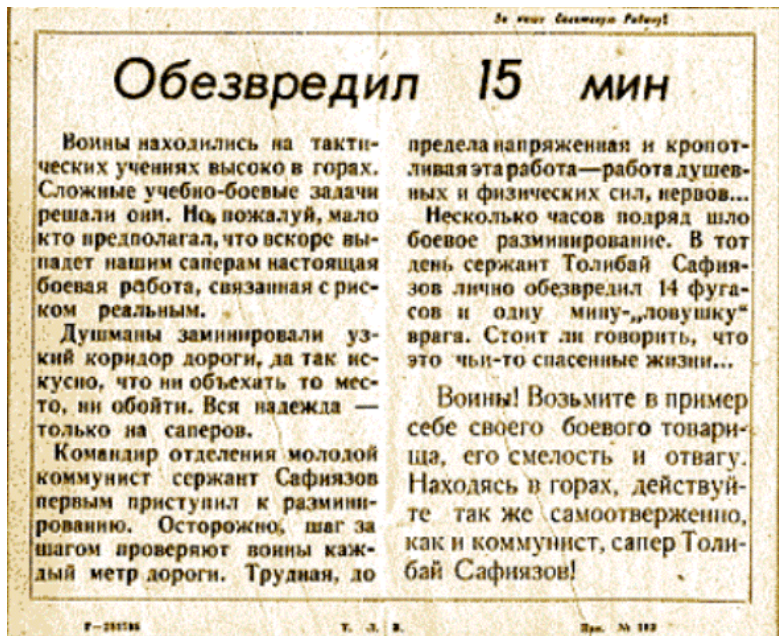 За нашу Советскую Родину!
Обезвредил 15 мин
Воины находились на такти-
ческих учениях высоко в горах.
Сложные учебно-боевые задачи
решали они. Но, пожалуй, мало
кто предполагал, что вскоре вы-
падет нашим саперам настоящая
боевая работа, связанная с рис-
ком реальным.
Душманы заминировали уз-
кий коридор дороги, да так ис-
кусно, что ни объехать то мес-
то, ни обойти. Вся надежда —
только на саперов.
Командир отделения молодой
коммунист сержант Сафиязов
первым приступил к размини-
рованию. Осторожно, шаг за
шагом проверяют воины каж-
дый метр дороги. Трудная, до
предела напряженная и кропот-
ливая эта работа—работа душев-
ных и физических сил, нервов...
Несколько часов подряд шло
боевое разминирование. В тот
день сержант Толибай Сафия-
зов лично обезвредил 14 фуга-
сов и одну мину-„ловушку“
врага. Стоит ли говорить, что
это чьи-то спасенные жизни...
Воины! Возьмите в пример
себе своего боевого товари-
ща, его смелость и отвагу.
Находясь в горах, действуй-
те так же самоотверженно,
как и коммунист, сапер Толи-
бай Сафиязов!
Т. Л. №